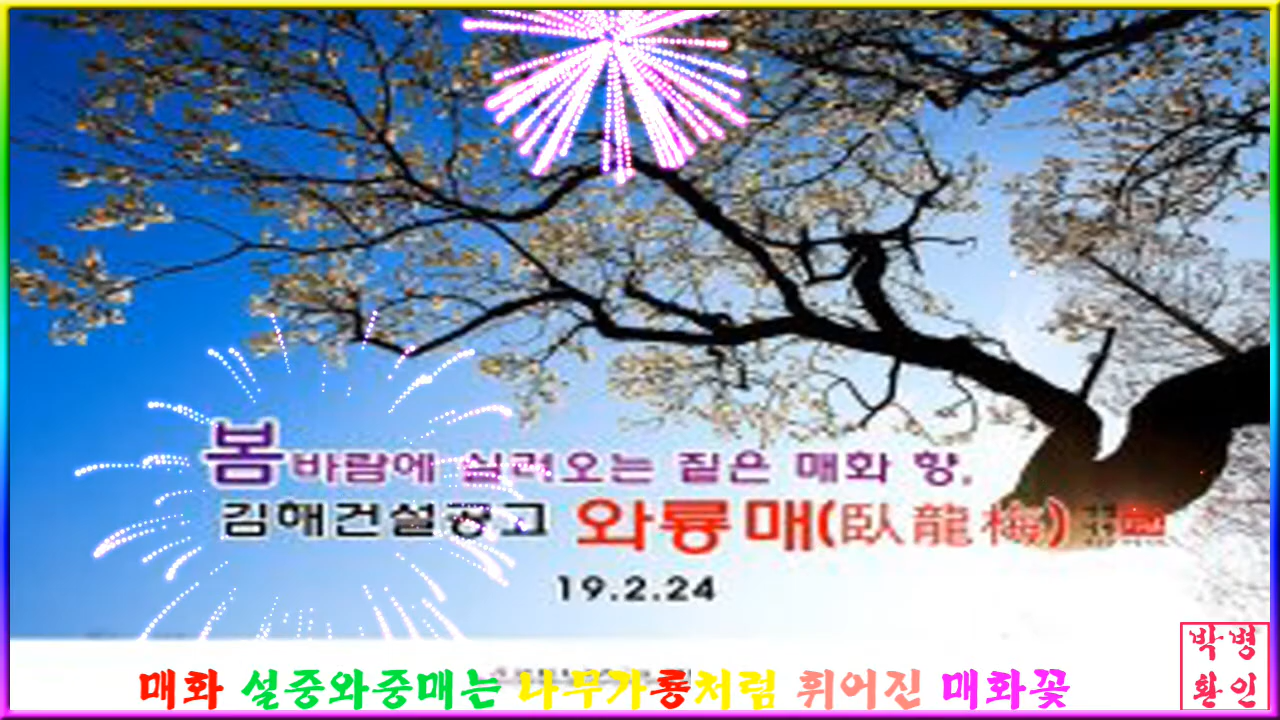 봄바람에 실려오는 짙은 매화 향,
김해건설공고 와룡매(臥龍梅)
19.2.24
매화 설중와중매는 나무가룡처럼 휘어진 매화꽃
박병
환인